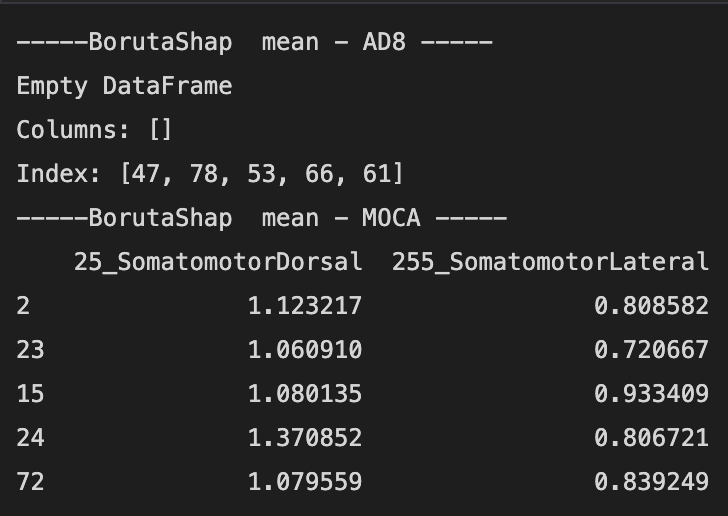 -----BorutaShap  mean - AD8 -----
Empty DataFrame
Columns: []
Index: [47, 78, 53, 66, 61]
-----BorutaShap  mean - MOCA -----
    25_SomatomotorDorsal  255_SomatomotorLateral
2               1.123217                0.808582
23              1.060910                0.720667
15              1.080135                0.933409
24              1.370852                0.806721
72              1.079559                0.839249